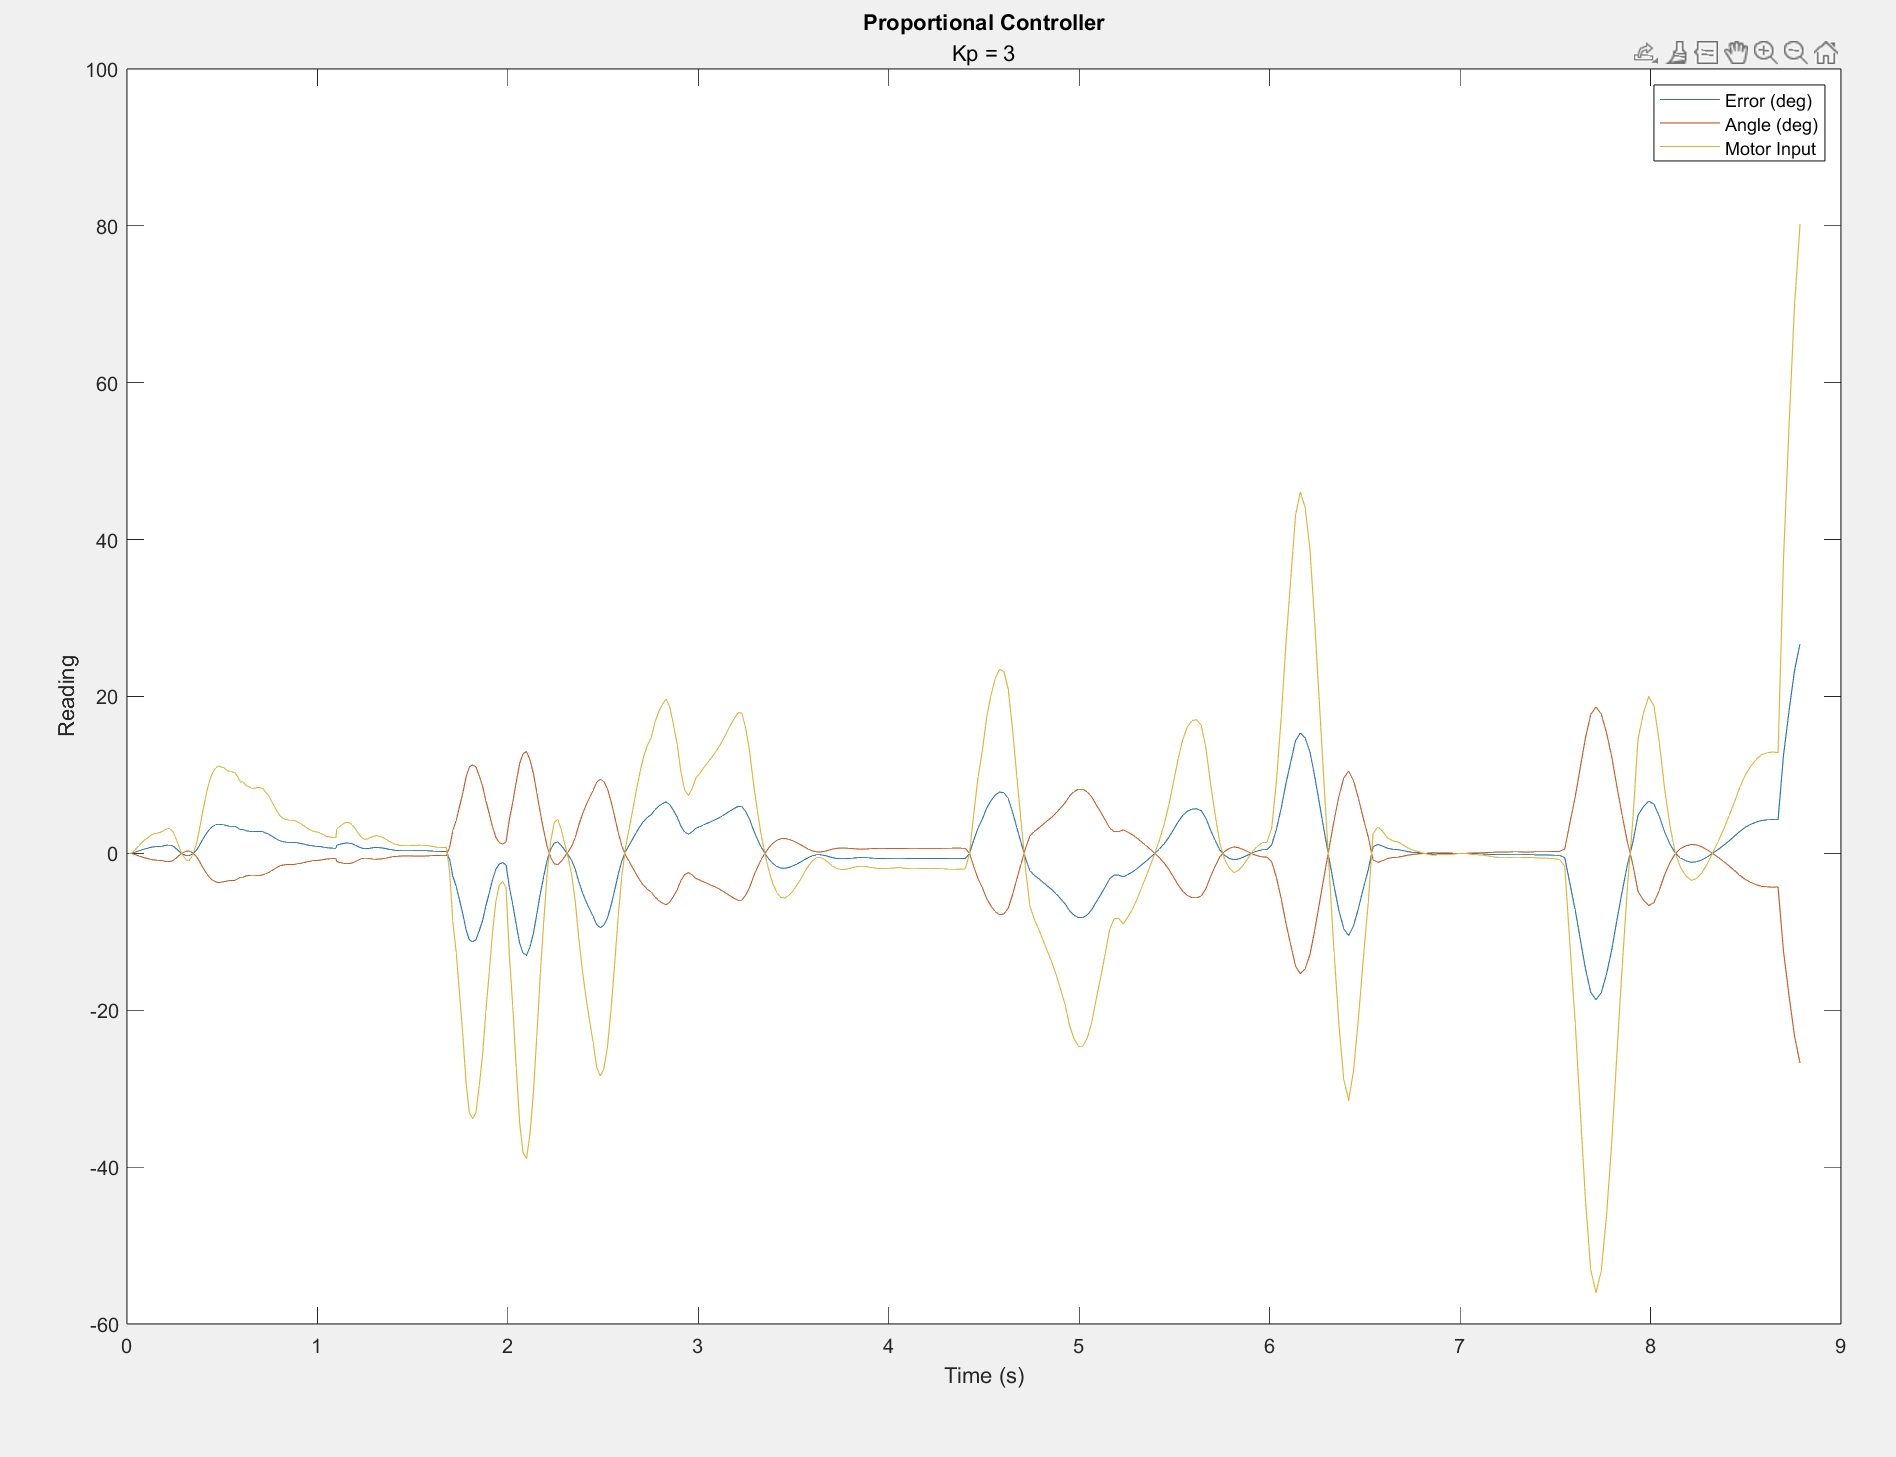 Proportional Controller
Kp = 3
100
80
60
40
20
0
-20
-40
-60
Reading
Error (deg)
Angle (deg)
Motor Input
0 1 2 3 4 5 6 7 8 9
Time (s)